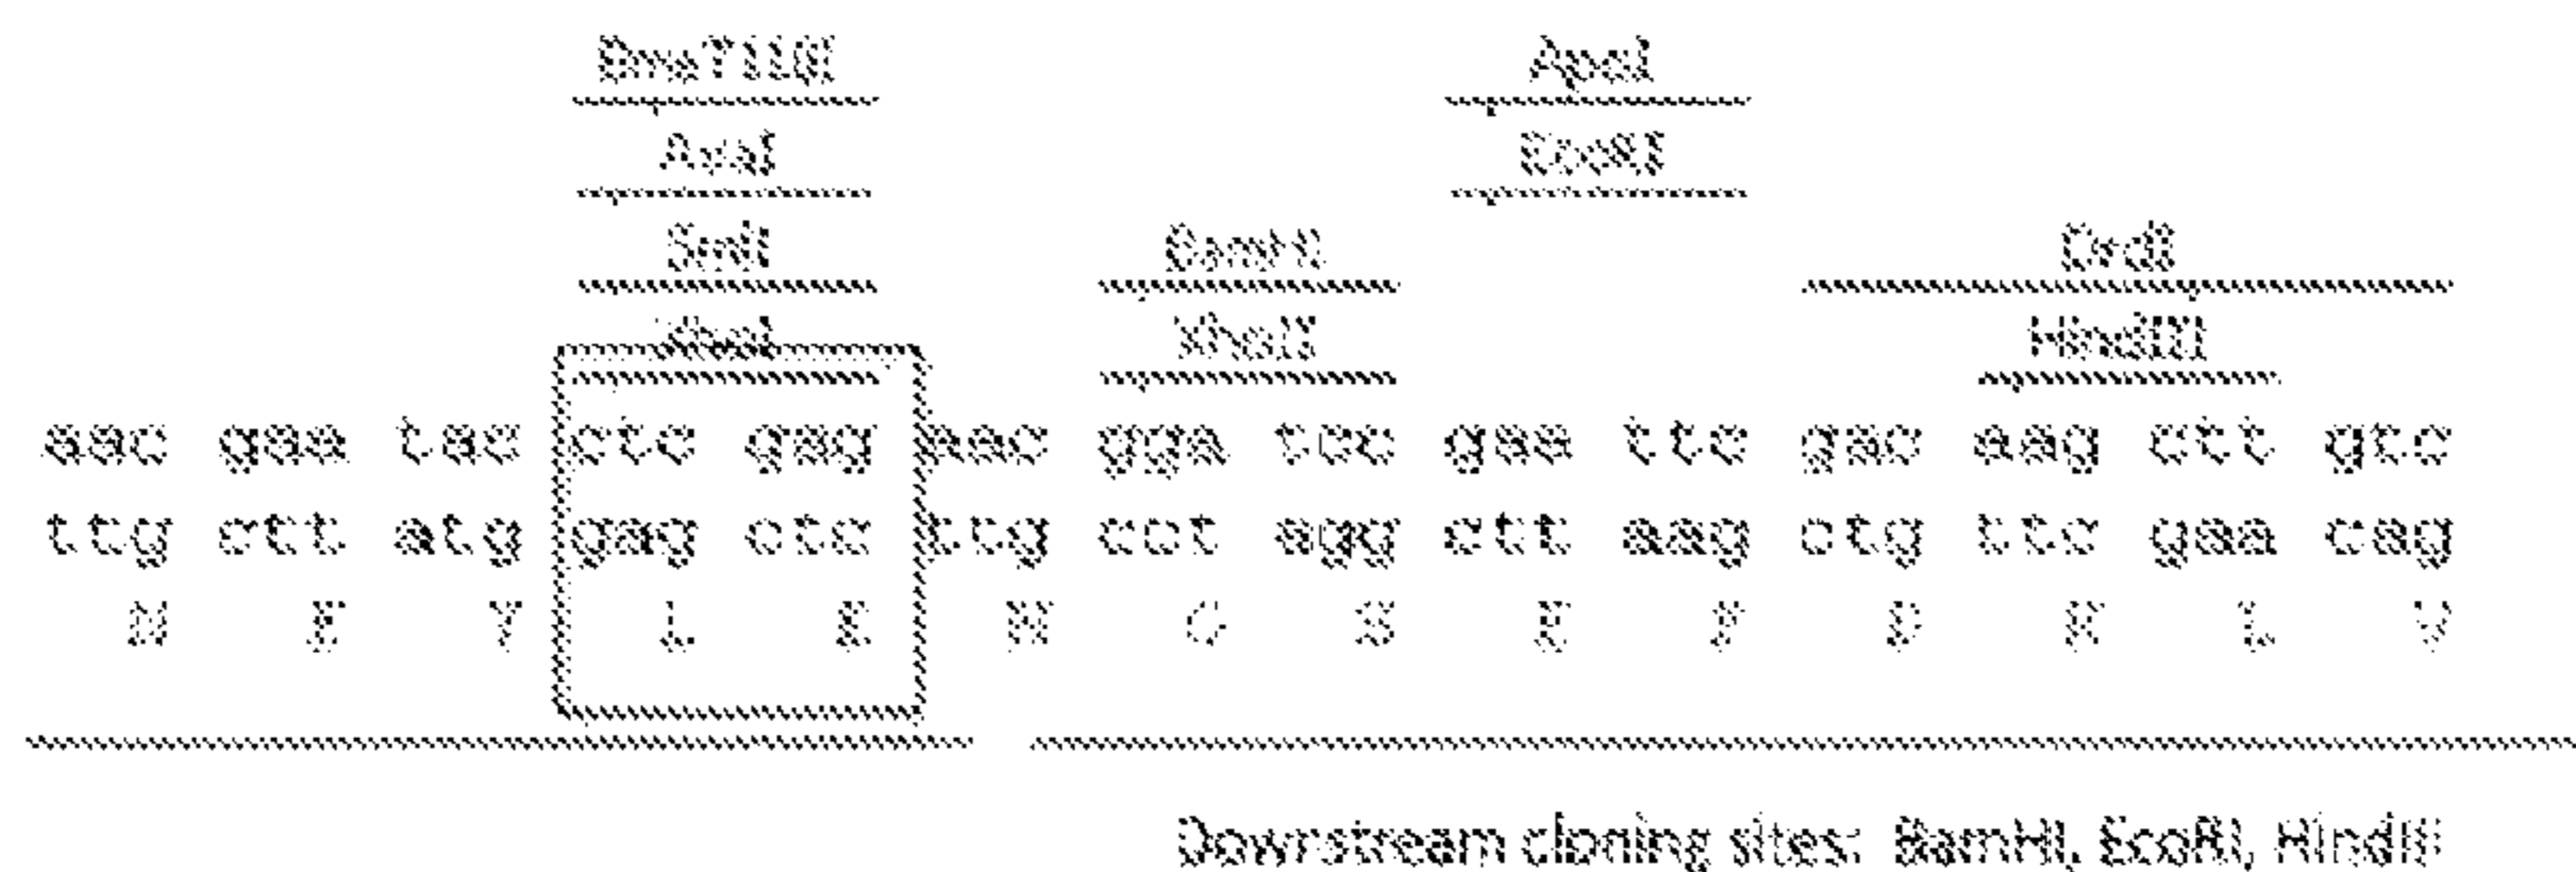 BmeT110I ApoI
AvaI EcoRI
SmlI BamHI DrdI
XhoI XhoII HindIII
aac gaa tac ctc gag aac gga tcc gaa ttc gac aag ctt gtc
ttg ctt atg gag ctc ttg cct agg ctt aag ctg ttc gaa cag
N E Y L E N G S E F D K L V
Downstream cloning sites: BamHI, EcoRI, HindIII